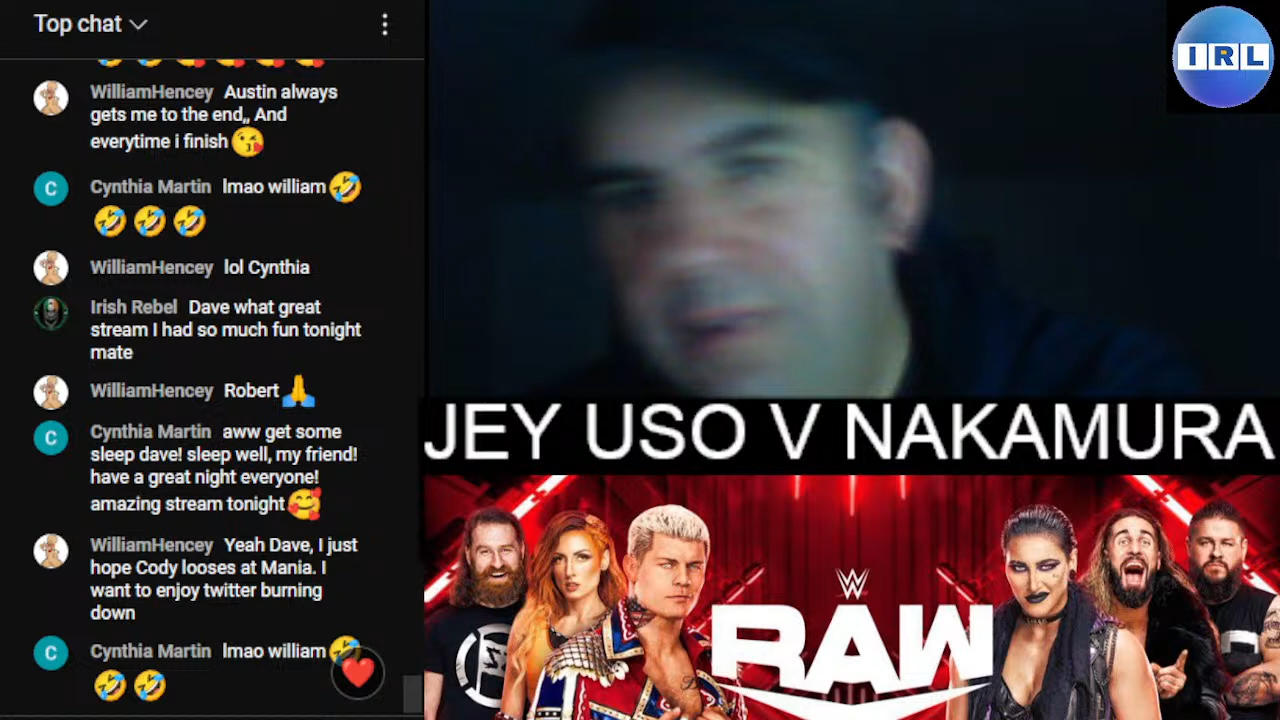 Top chat
WilliamHencey Austin always
gets me to the end,, And
everytime i finish😘
Cynthia Martin lmao william🤣
🤣🤣🤣
WilliamHencey lol Cynthia
Irish Rebel Dave what great
stream I had so much fun tonight
mate
WilliamHencey Robert🙏
Cynthia Martin aww get some
sleep dave! sleep well, my friend!
have a great night everyone!
amazing stream tonight🥰
WilliamHencey Yeah Dave, I just
hope Cody looses at Mania. I
want to enjoy twitter burning
down
Cynthia Martin lmao william🤣
🤣🤣
C
C
C
IRL
JEY USO V NAKAMURA
W
RAW